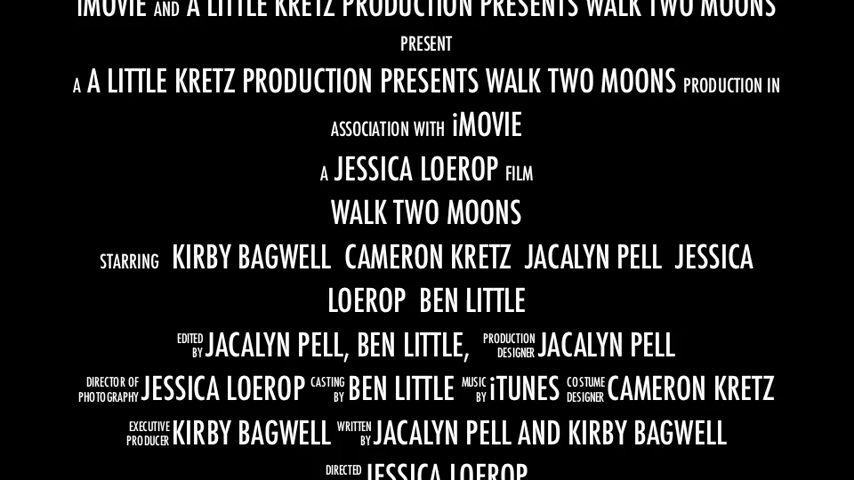 iMOVIE AND A LITTLE KRETZ PRODUCTION PRESENTS WALK TWO MOONS
PRESENT
A A LITTLE KRETZ PRODUCTION PRESENTS WALK TWO MOONS PRODUCTION IN
ASSOCIATION WITH iMOVIE
A JESSICA LOEROP FILM
WALK TWO MOONS
STARRING KIRBY BAGWELL CAMERON KRETZ JACALYN PELL JESSICA
LOEROP BEN LITTLE
EDITED BY JACALYN PELL, BEN LITTLE, PRODUCTION DESIGNER JACALYN PELL
DIRECTOR OF PHOTOGRAPHY JESSICA LOEROP CASTING BY BEN LITTLE MUSIC BY iTUNES COSTUME DESIGNER CAMERON KRETZ
EXECUTIVE PRODUCER KIRBY BAGWELL WRITTEN BY JACALYN PELL AND KIRBY BAGWELL
DIRECTED JESSICA LOEROP